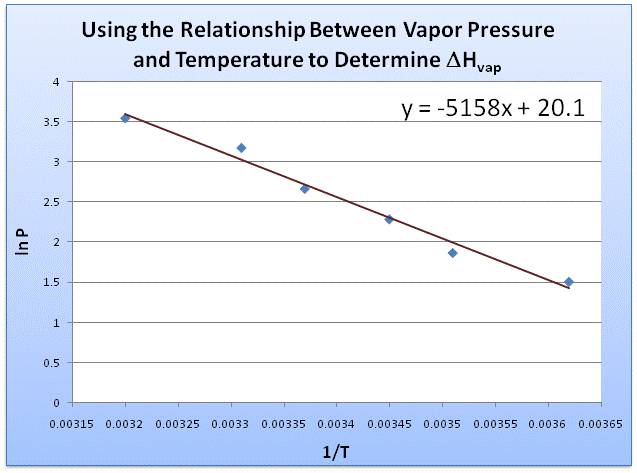 Using the Relationship Between Vapor Pressure
and Temperature to Determine ΔHvap
y = -5158x + 20.1
4
3.5
3
2.5
2
1.5
1
0.5
0
ln P
0.00315 0.0032 0.00325 0.0033 0.00335 0.0034 0.00345 0.0035 0.00355 0.0036 0.00365
1/T